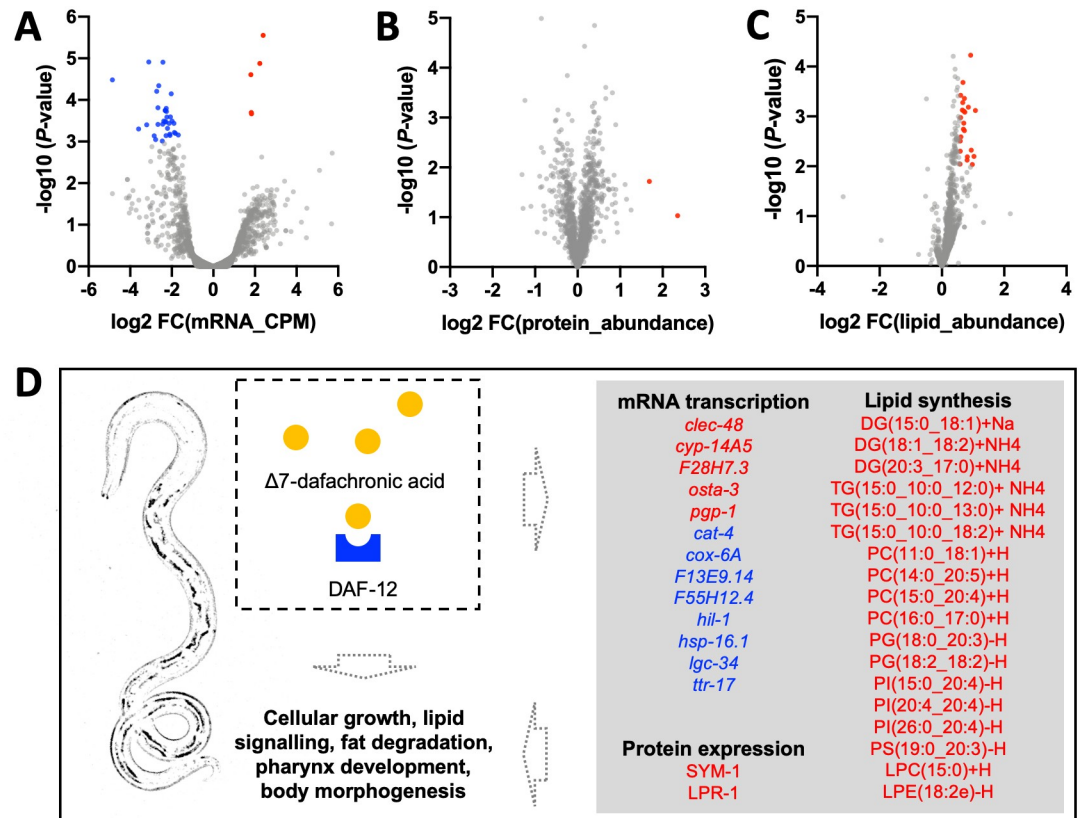 A
6
5
4
3
2
1
0
-log10 (P-value)
-6 -4 -2 0 2 4 6
log2 FC(mRNA_CPM)
B
5
4
3
2
1
0
-log10 (P-value)
-3 -2 -1 0 1 2 3
log2 FC(protein_abundance)
C
5
4
3
2
1
0
-log10 (P-value)
-4 -2 0 2 4
log2 FC(lipid_abundance)
D
Δ7-dafachronic acid
DAF-12
Cellular growth, lipid
signalling, fat degradation,
pharynx development,
body morphogenesis
mRNA transcription
clec-48
cyp-14A5
F28H7.3
osta-3
pgp-1
cat-4
cox-6A
F13E9.14
F55H12.4
hil-1
hsp-16.1
lgc-34
ttr-17
Protein expression
SYM-1
LPR-1
Lipid synthesis
DG(15:0_18:1)+Na
DG(18:1_18:2)+NH4
DG(20:3_17:0)+NH4
TG(15:0_10:0_12:0)+ NH4
TG(15:0_10:0_13:0)+ NH4
TG(15:0_10:0_18:2)+ NH4
PC(11:0_18:1)+H
PC(14:0_20:5)+H
PC(15:0_20:4)+H
PC(16:0_17:0)+H
PG(18:0_20:3)-H
PG(18:2_18:2)-H
PI(15:0_20:4)-H
PI(20:4_20:4)-H
PI(26:0_20:4)-H
PS(19:0_20:3)-H
LPC(15:0)+H
LPE(18:2e)-H